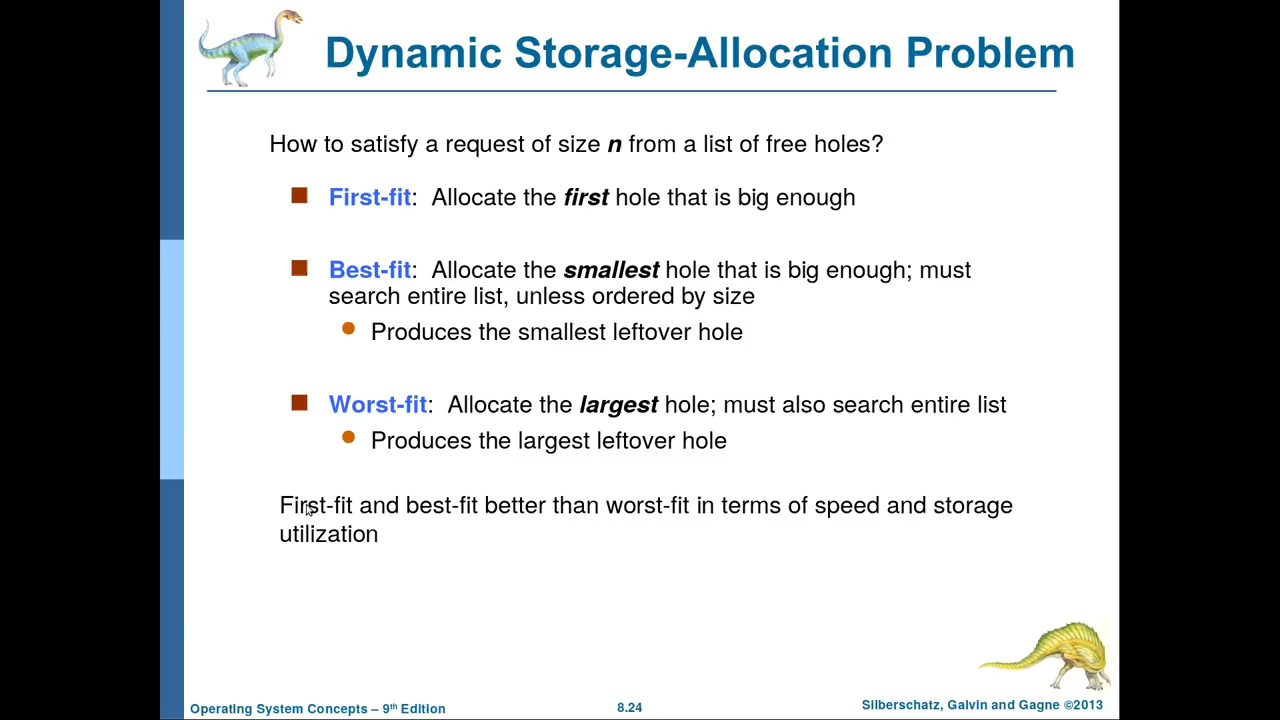 Dynamic Storage-Allocation Problem
How to satisfy a request of size n from a list of free holes?
First-fit: Allocate the first hole that is big enough
Best-fit: Allocate the smallest hole that is big enough; must
search entire list, unless ordered by size
Produces the smallest leftover hole
Worst-fit: Allocate the largest hole; must also search entire list
Produces the largest leftover hole
First-fit and best-fit better than worst-fit in terms of speed and storage
utilization
Operating System Concepts – 9th Edition
8.24
Silberschatz, Galvin and Gagne ©2013